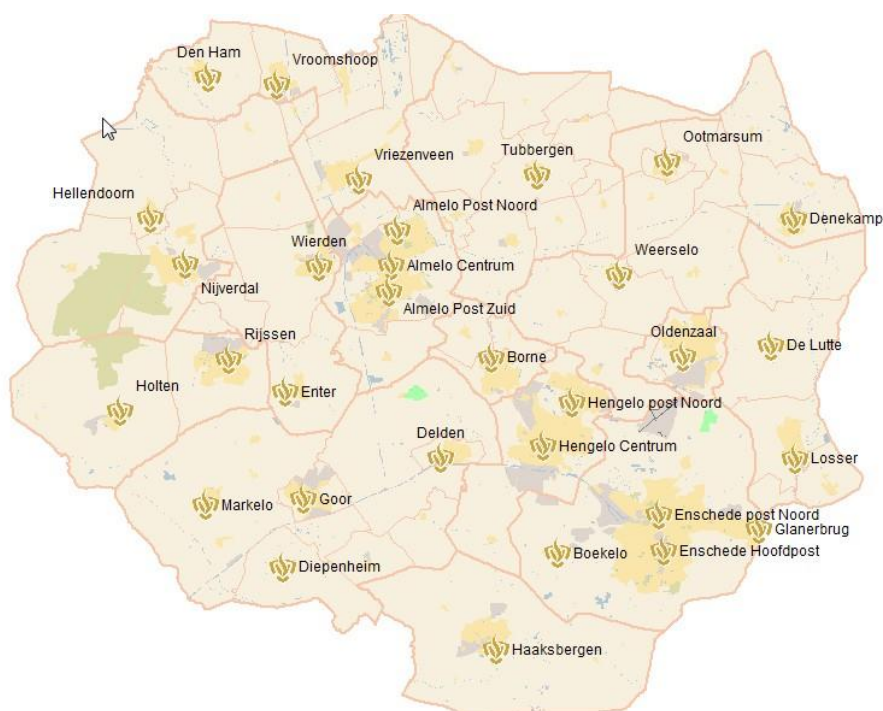 Den Ham
Vroomshoop
Ootmarsum
Vriezenveen
Tubbergen
Hellendoorn
Almelo Post Noord
Denekamp
Wierden
Weerselo
Almelo Centrum
Nijverdal
Almelo Post Zuid
Rijssen
Oldenzaal
De Lutte
Borne
Holten
Enter
Hengelo post Noord
Delden
Hengelo Centrum
Losser
Markelo
Goor
Enschede post Noord
Glanerbrug
Boekelo
Enschede Hoofdpost
Diepenheim
Haaksbergen